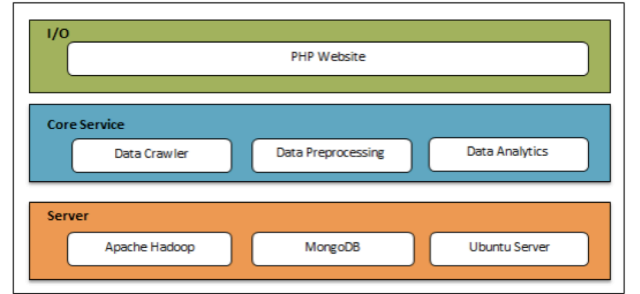 I/O
PHP Website
Core Service
Data Crawler
Data Preprocessing
Data Analytics
Server
Apache Hadoop
MongoDB
Ubuntu Server